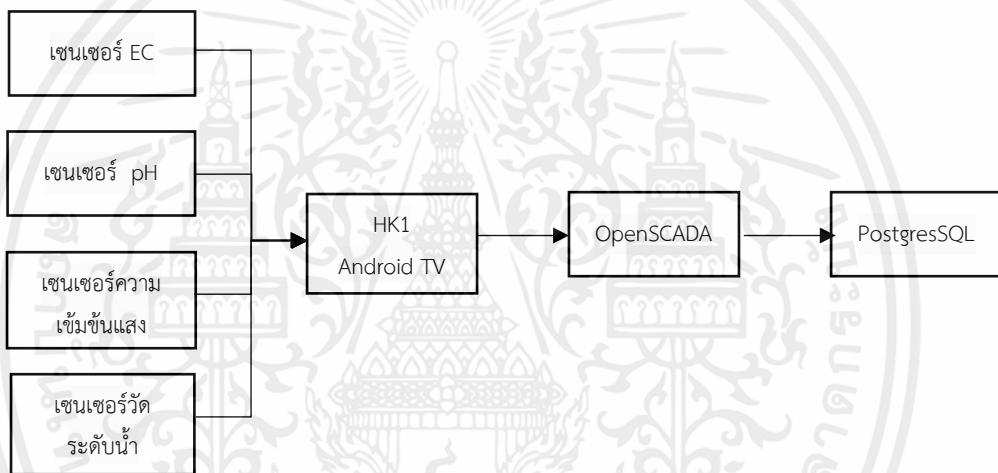 เซนเซอร์ EC
เซนเซอร์ pH
เซนเซอร์ความ
เข้มข้นแสง
เซนเซอร์วัด
ระดับน้ำ
HK1
Android TV
OpenSCADA
PostgresSQL